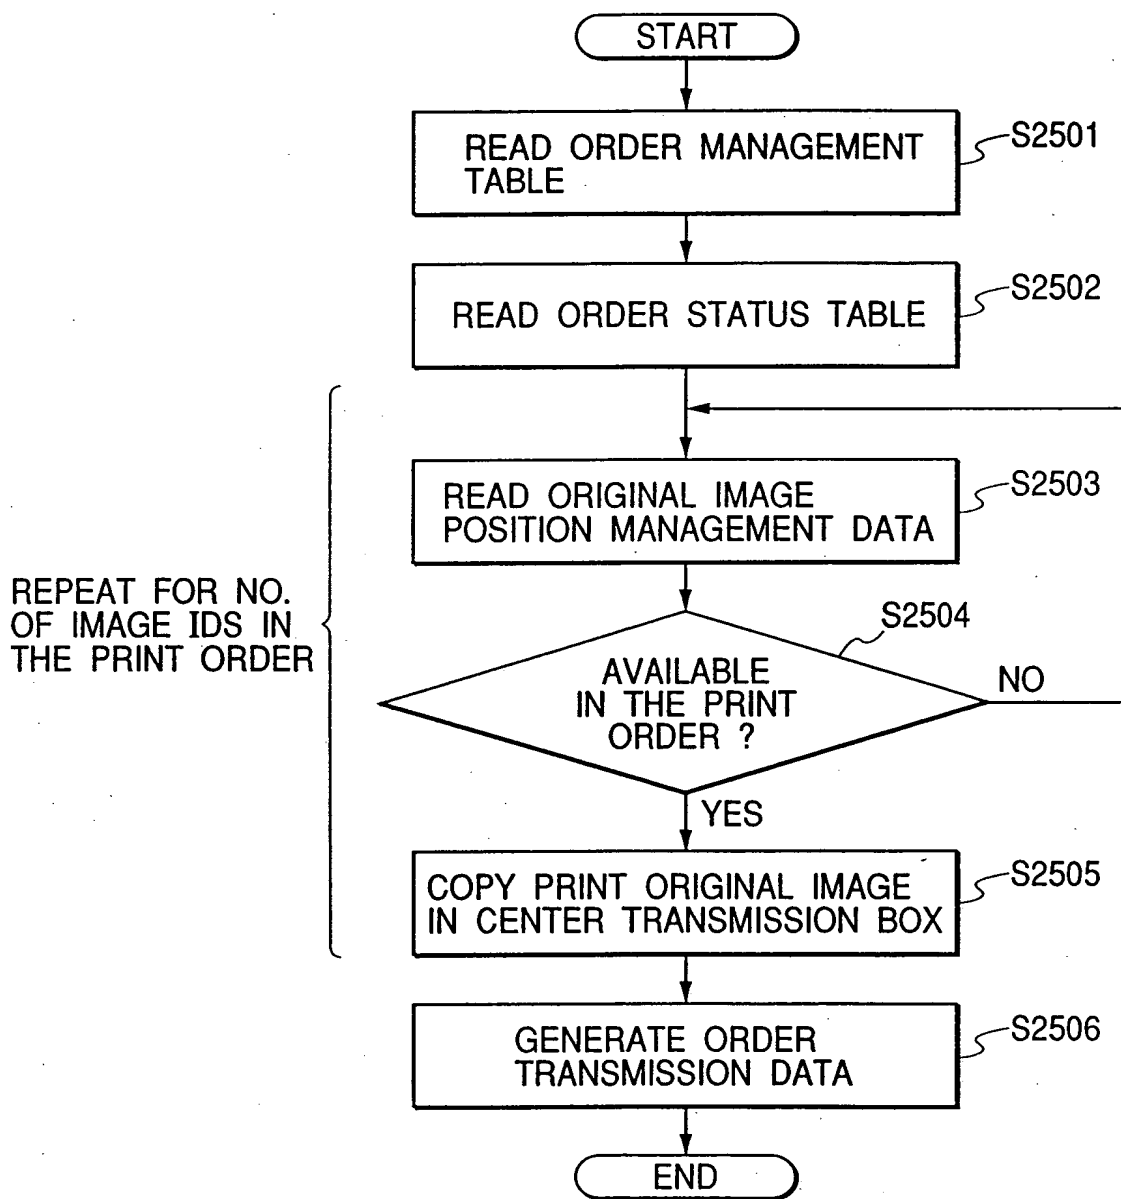 START
READ ORDER MANAGEMENT
TABLE
S2501
READ ORDER STATUS TABLE
S2502
READ ORIGINAL IMAGE
POSITION MANAGEMENT DATA
S2503
REPEAT FOR NO.
OF IMAGE IDS IN
THE PRINT ORDER
AVAILABLE
IN THE PRINT
ORDER ?
S2504
NO
YES
COPY PRINT ORIGINAL IMAGE
IN CENTER TRANSMISSION BOX
S2505
GENERATE ORDER
TRANSMISSION DATA
S2506
END